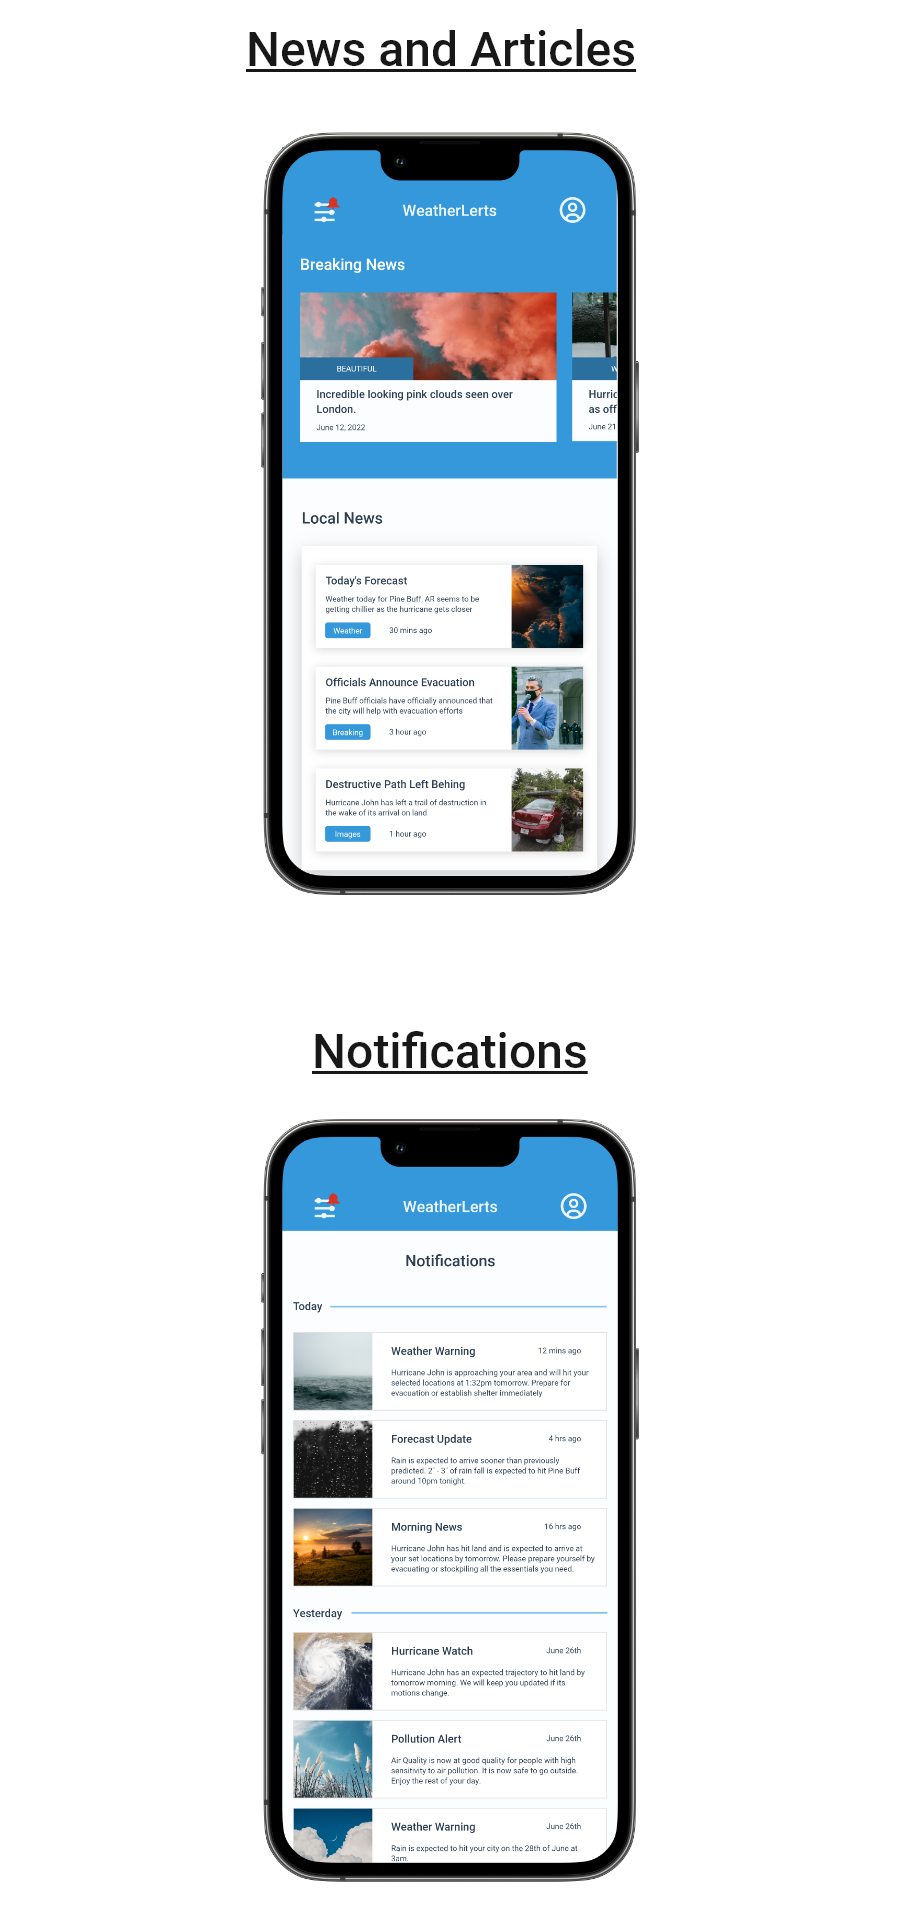 News and Articles
WeatherLerts
Breaking News
BEAUTIFUL
Incredible looking pink clouds seen over
London.
June 12, 2022
W
Hurric
as off
June 21
Local News
Today's Forecast
Weather today for Pine Buff, AR seems to be
getting chillier as the hurricane gets closer
Weather 30 mins ago
Officials Announce Evacuation
Pine Buff officials have officially announced that
the city will help with evacuation efforts
Breaking 3 hour ago
Destructive Path Left Behing
Hurricane John has left a trail of destruction in
the wake of its arrival on land
Images 1 hour ago
Notifications
WeatherLerts
Notifications
Today
Weather Warning 12 mins ago
Hurricane John is approaching your area and will hit your
selected locations at 1:32pm tomorrow. Prepare for
evacuation or establish shelter immediately
Forecast Update 4 hrs ago
Rain is expected to arrive sooner than previously
predicted. 2" - 3" of rain fall is expected to hit Pine Buff
around 10pm tonight.
Morning News 16 hrs ago
Hurricane John has hit land and is expected to arrive at
your set locations by tomorrow. Please prepare yourself by
evacuating or stockpiling all the essentials you need.
Yesterday
Hurricane Watch June 26th
Hurricane John has an expected trajectory to hit land by
tomorrow morning. We will keep you updated if its
motions change.
Pollution Alert June 26th
Air Quality is now at good quality for people with high
sensitivity to air pollution. It is now safe to go outside.
Enjoy the rest of your day.
Weather Warning June 26th
Rain is expected to hit your city on the 28th of June at
3am.